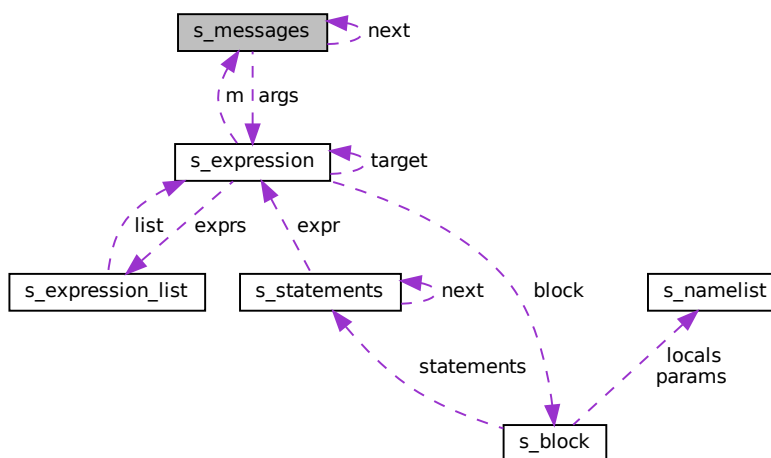 s_messages
next
m
args
s_expression
target
list
exprs
expr
s_expression_list
s_statements
next
block
s_namelist
statements
locals
params
s_block